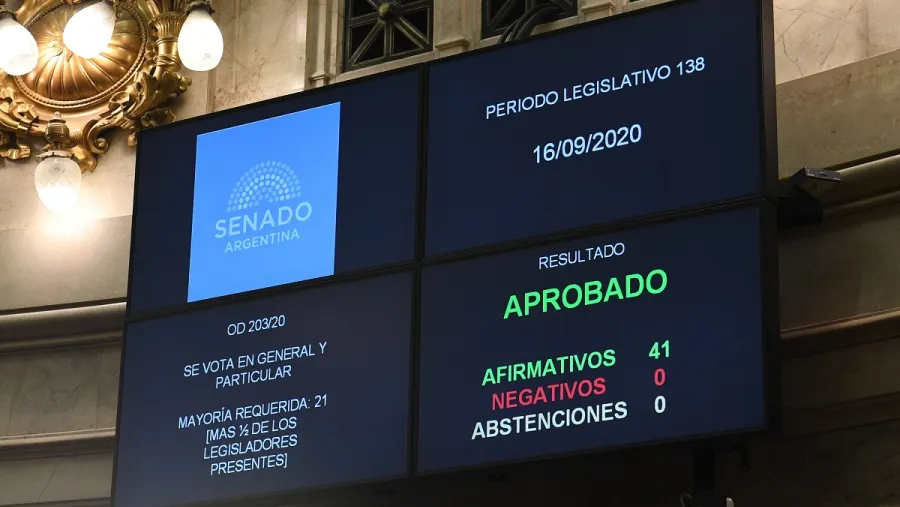 SENADO
ARGENTINA
PERIODO LEGISLATIVO 138
16/09/2020
OD 203/20
SE VOTA EN GENERAL Y
PARTICULAR
MAYORÍA REQUERIDA: 21
[MAS ½ DE LOS
LEGISLADORES
PRESENTES]
RESULTADO
APROBADO
AFIRMATIVOS 41
NEGATIVOS 0
ABSTENCIONES 0